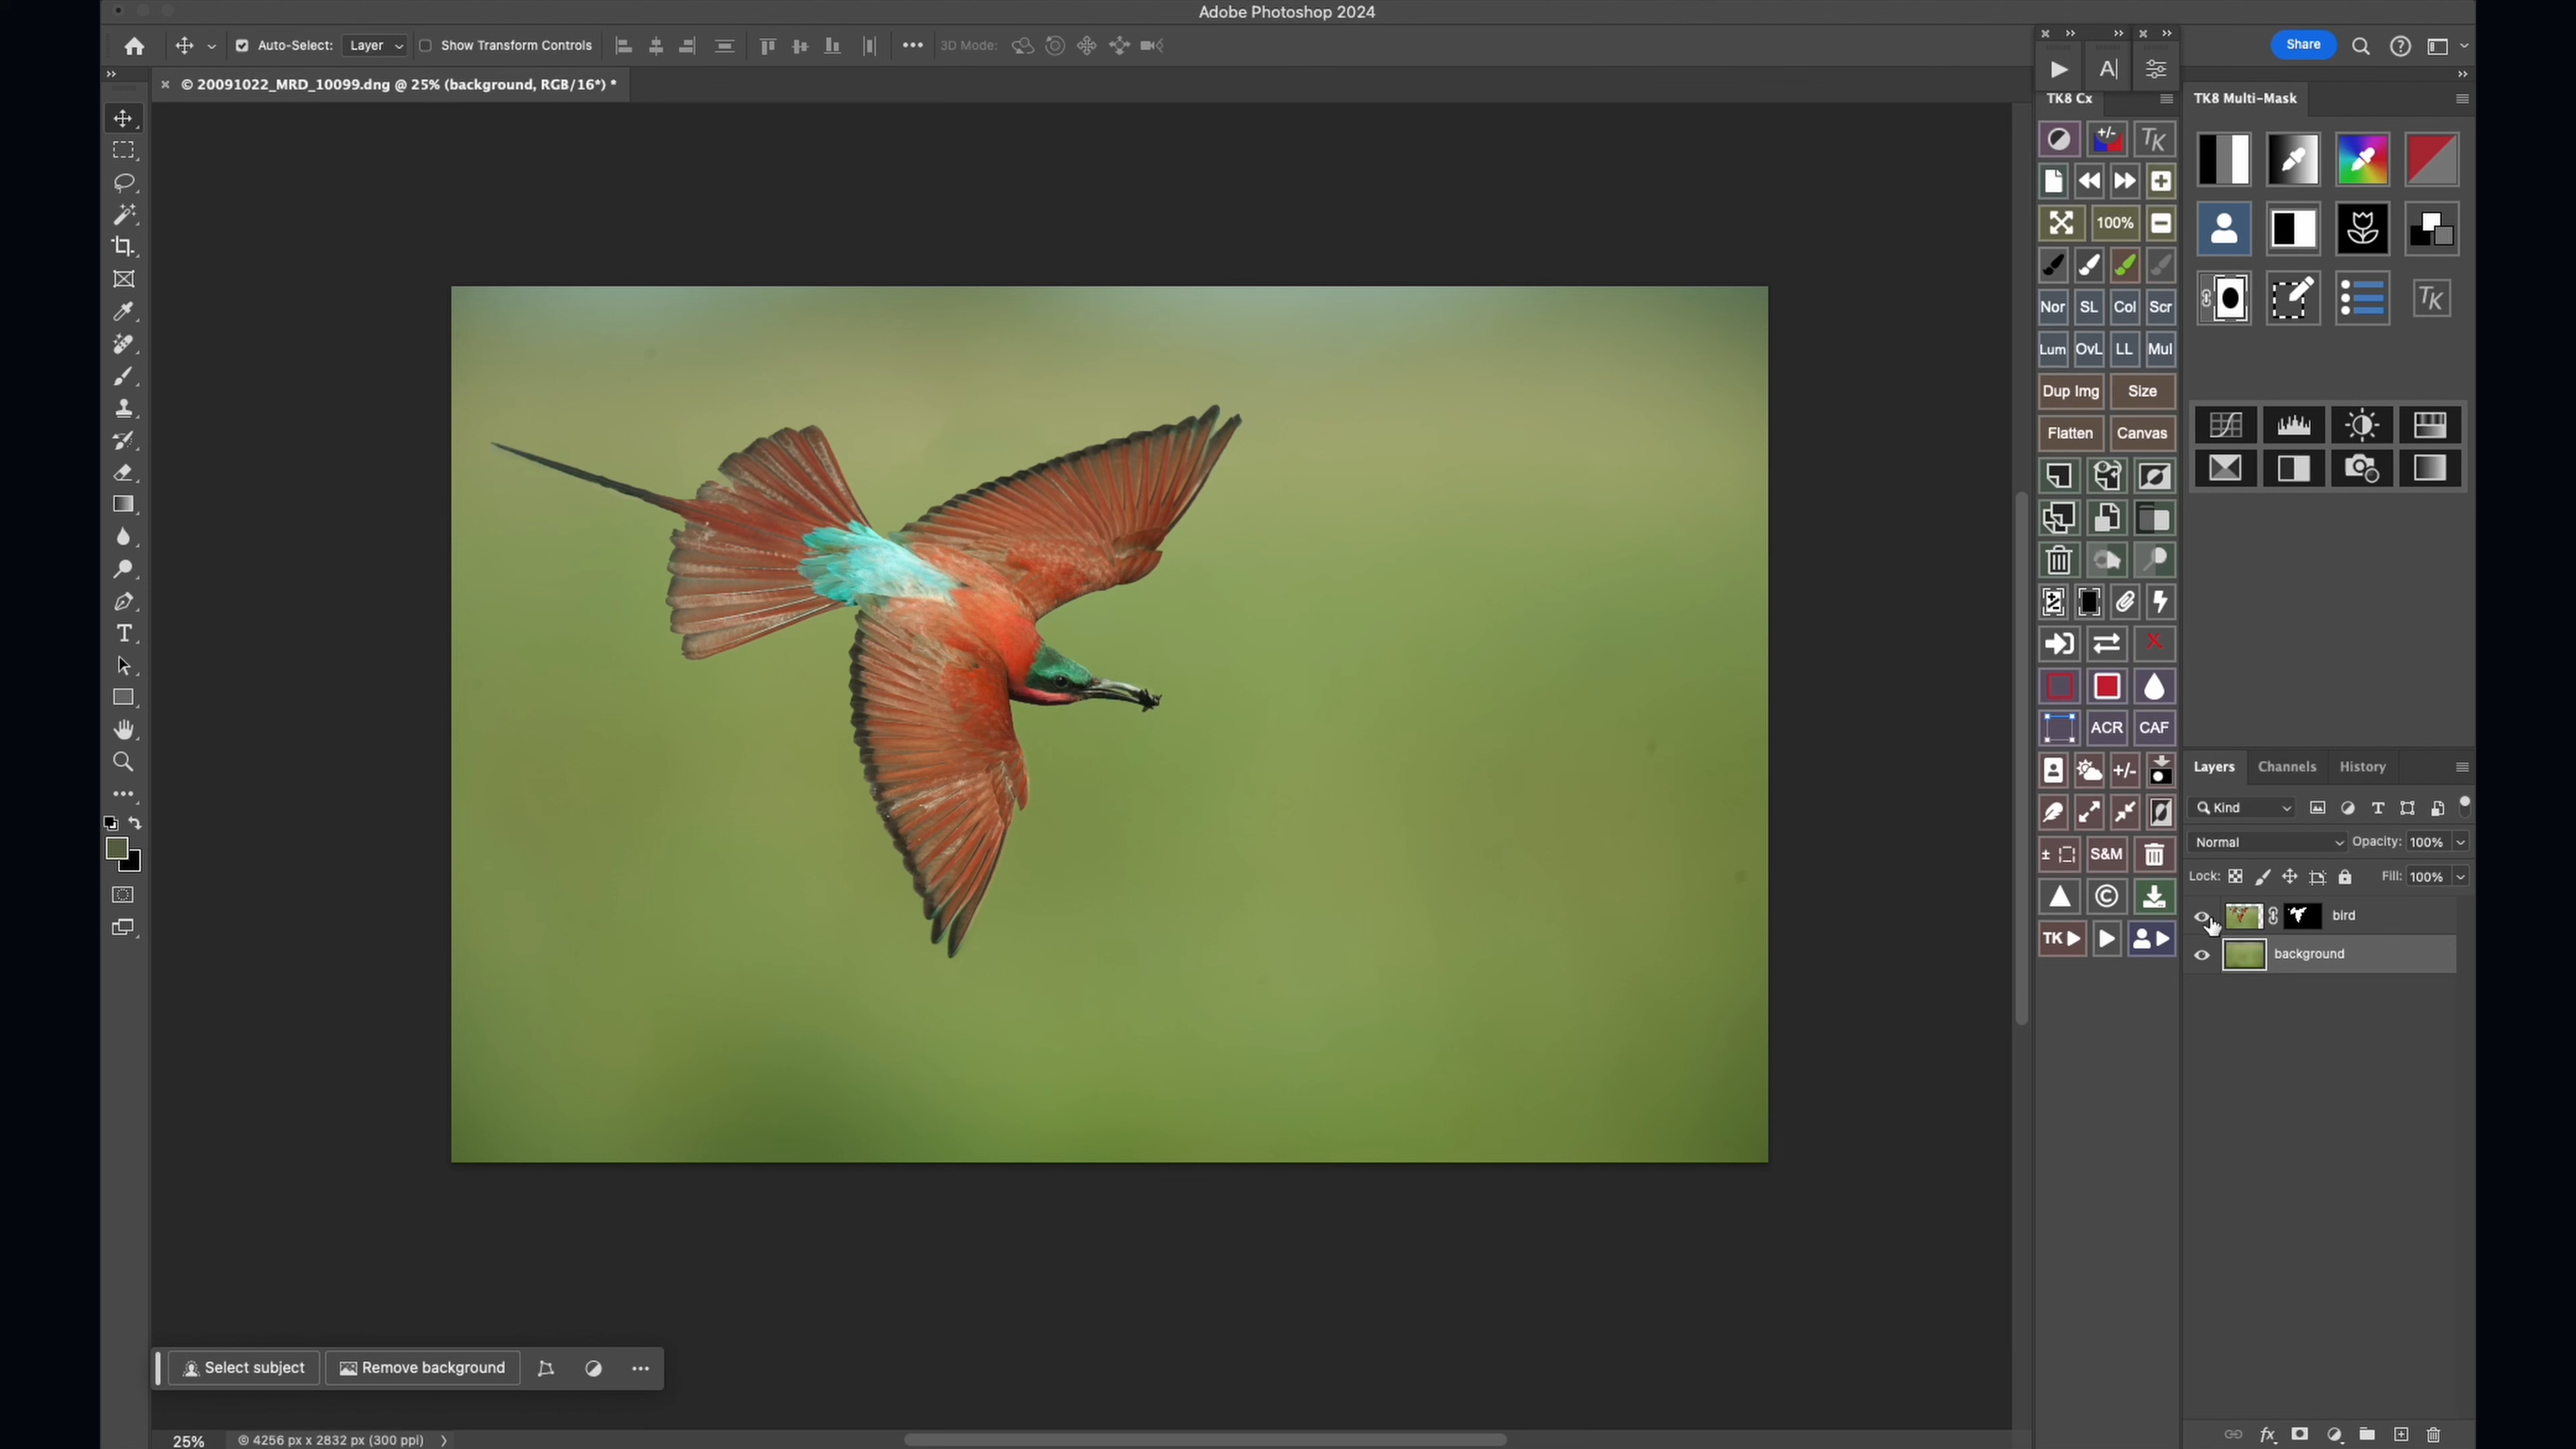 Adobe Photoshop 2024
Auto-Select: Layer Show Transform Controls 3D Mode: Share
× © 20091022_MRD_10099.dng @ 25% (background, RGB/16*) *
TK8 Cx
TK8 Multi-Mask
+/- TK
100%
Nor SL Col Scr
Lum OvL LL Mul
Dup Img Size
Flatten Canvas
ACR CAF
+/-
S&M
TK
TK
Layers Channels History
Kind
Normal Opacity: 100%
Lock: Fill: 100%
bird
background
Select subject Remove background
25% © 4256 px x 2832 px (300 ppi)